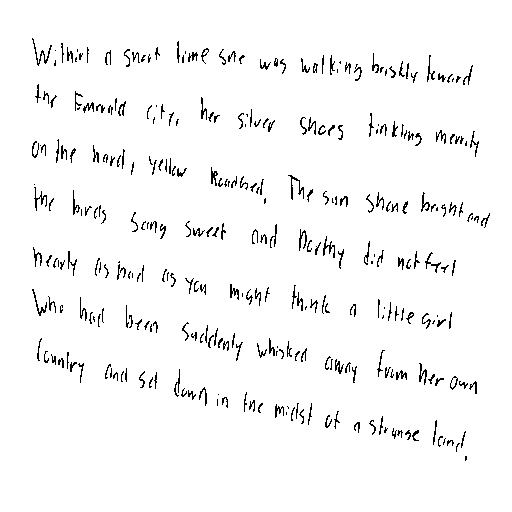 Within a short time she was walking briskly toward
the Emerald City, her silver shoes tinkling merrily
on the hard, yellow Roadbed. The sun shone bright and
the birds sang sweet and Dorothy did not feel
nearly as bad as you might think a little girl
who had been suddenly whisked away from her own
country and set down in the midst of a strange land.